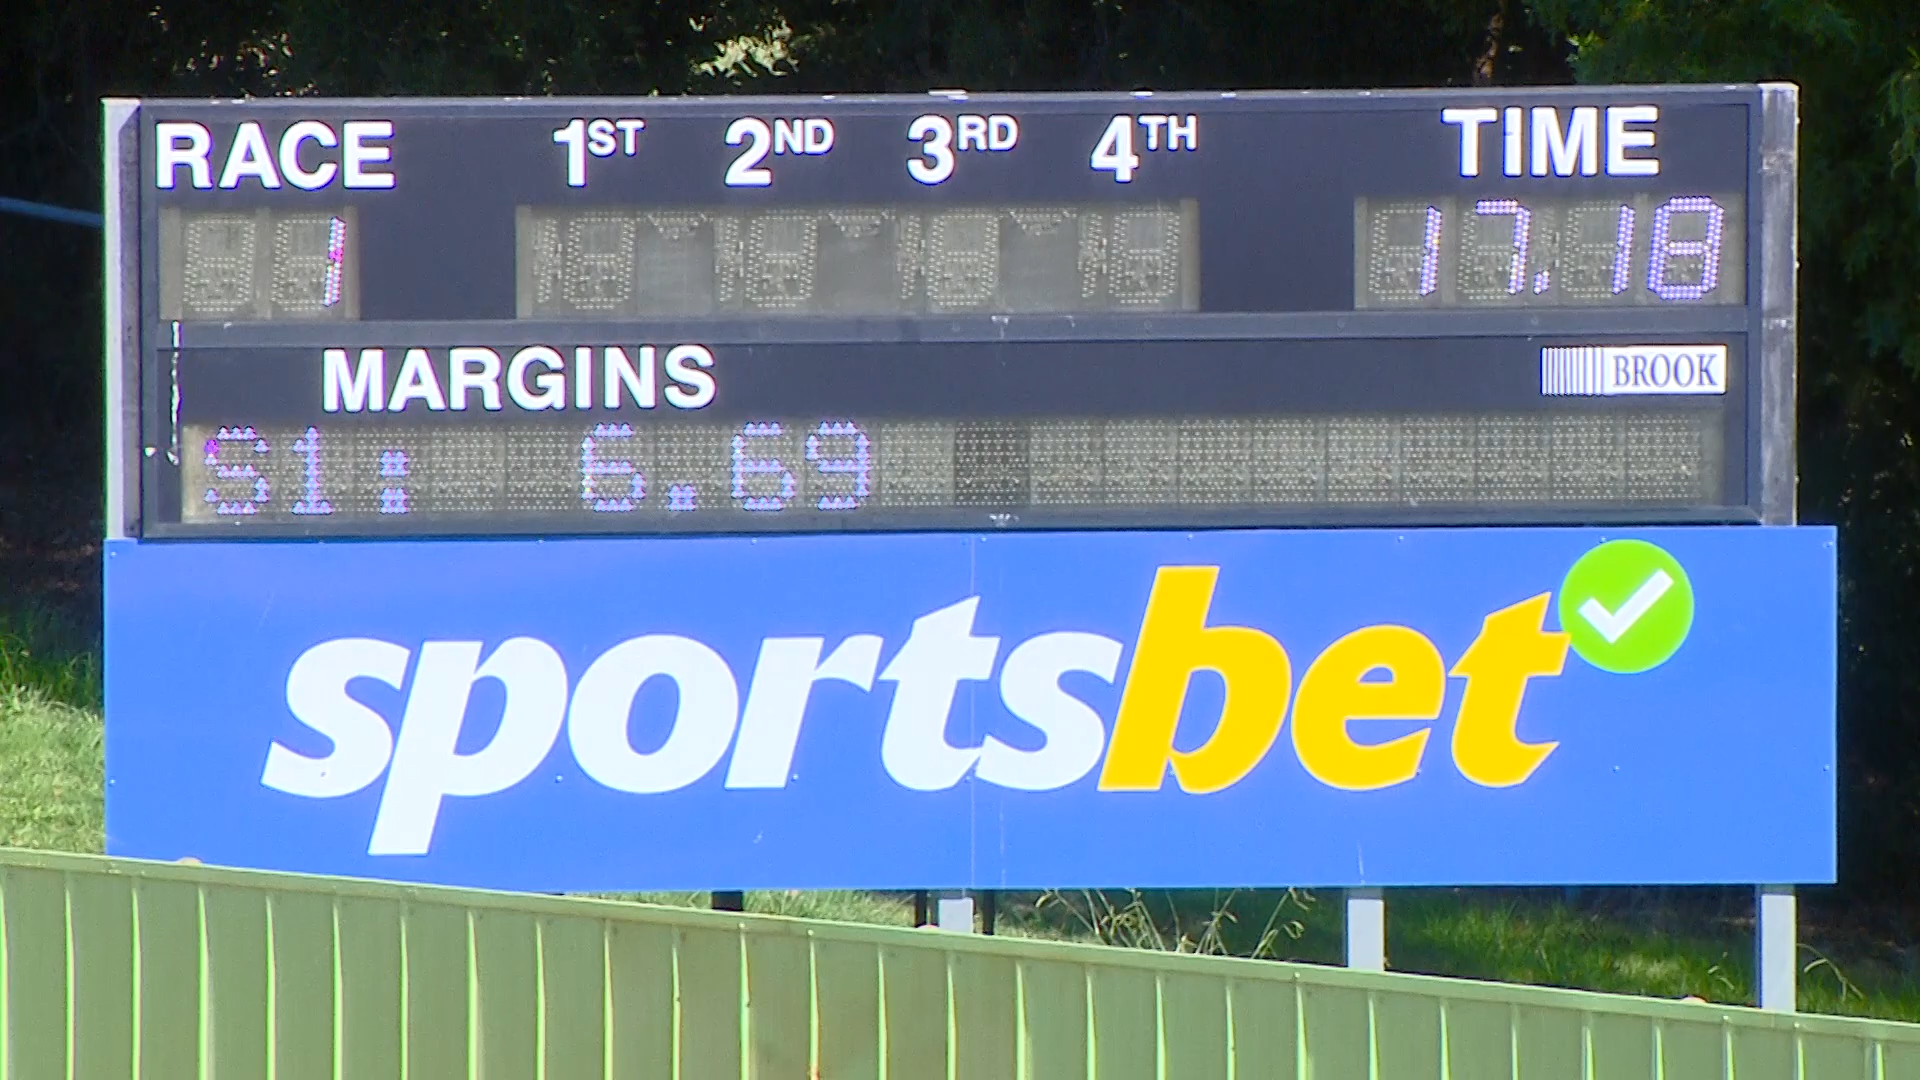 RACE 1ST 2ND 3RD 4TH TIME
1 17.18
MARGINS BROOK
S1: 6.69
sportsbet